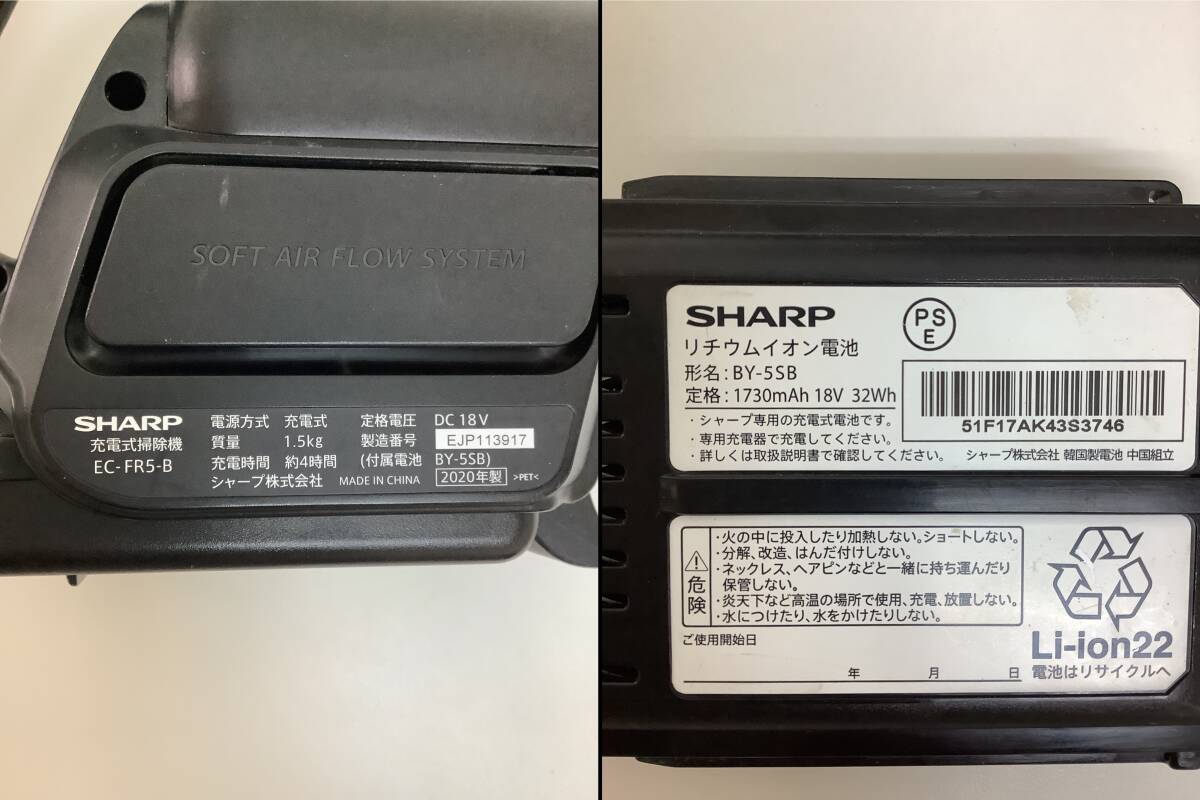 SOFT AIR FLOW SYSTEM
SHARP
充電式掃除機
EC-FR5-B
電源方式 充電式 定格電圧 DC 18V
質量 1.5kg 製造番号 EJP113917
充電時間 約4時間 (付属電池 BY-5SB)
シャープ株式会社 MADE IN CHINA 2020年製 >PET<
SHARP
PS
E
リチウムイオン電池
形名:BY-5SB
定格:1730mAh 18V 32Wh
・シャープ専用の充電式電池です。
・専用充電器で充電してください。
・詳しくは取扱説明書で確認してください。
51F17AK43S3746
シャープ株式会社 韓国製電池 中国組立
危険
・火の中に投入したり加熱しない。ショートしない。
・分解、改造、はんだ付けしない。
・ネックレス、ヘアピンなどと一緒に持ち運んだり
保管しない。
・炎天下など高温の場所で使用、充電、放置しない。
・水につけたり、水をかけたりしない。
ご使用開始日
年 月 日
Li-ion22
電池はリサイクルへ